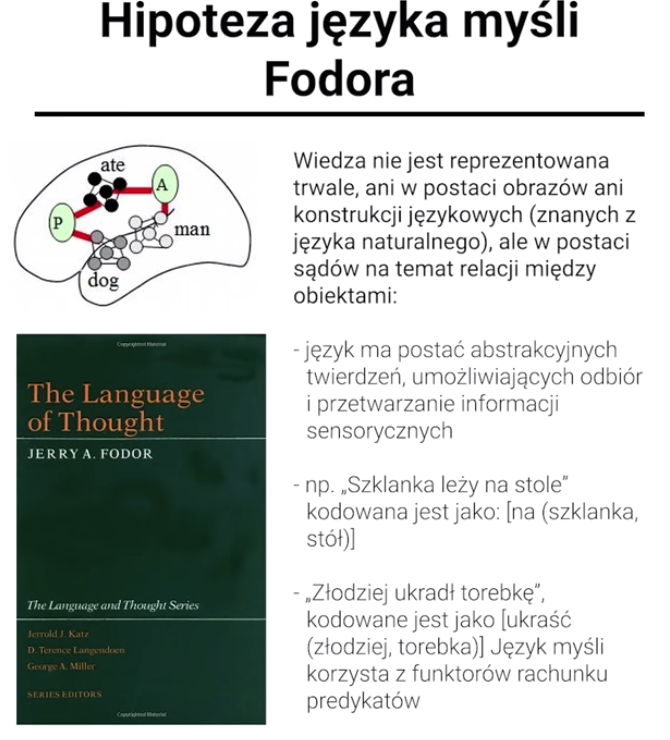 Hipoteza języka myśli
Fodora
ate
A
P
man
dog
Wiedza nie jest reprezentowana
trwale, ani w postaci obrazów ani
konstrukcji językowych (znanych z
języka naturalnego), ale w postaci
sądów na temat relacji między
obiektami:
- język ma postać abstrakcyjnych
twierdzeń, umożliwiających odbiór
i przetwarzanie informacji
sensorycznych
- np. „Szklanka leży na stole”
kodowana jest jako: [na (szklanka,
stół)]
- „Złodziej ukradł torebkę”,
kodowane jest jako [ukraść
(złodziej, torebka)] Język myśli
korzysta z funktorów rachunku
predykatów
Copyrighted Material
The Language
of Thought
JERRY A. FODOR
The Language and Thought Series
Jerrold J. Katz
D. Terence Langendoen
George A. Miller
SERIES EDITORS
Copyrighted Material